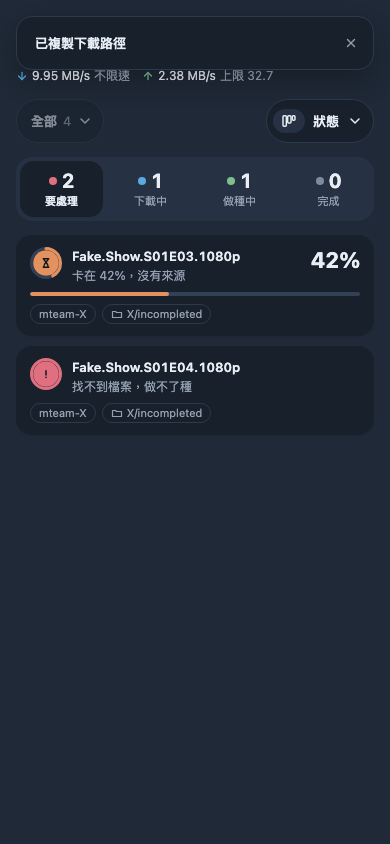 已複製下載路徑
9.95 MB/s 不限速 2.38 MB/s 上限 32.7
全部 4
狀態
2 1 1 0
要處理 下載中 做種中 完成
Fake.Show.S01E03.1080p 42%
卡在 42%，沒有來源
mteam-X X/incompleted
Fake.Show.S01E04.1080p
找不到檔案，做不了種
mteam-X X/incompleted